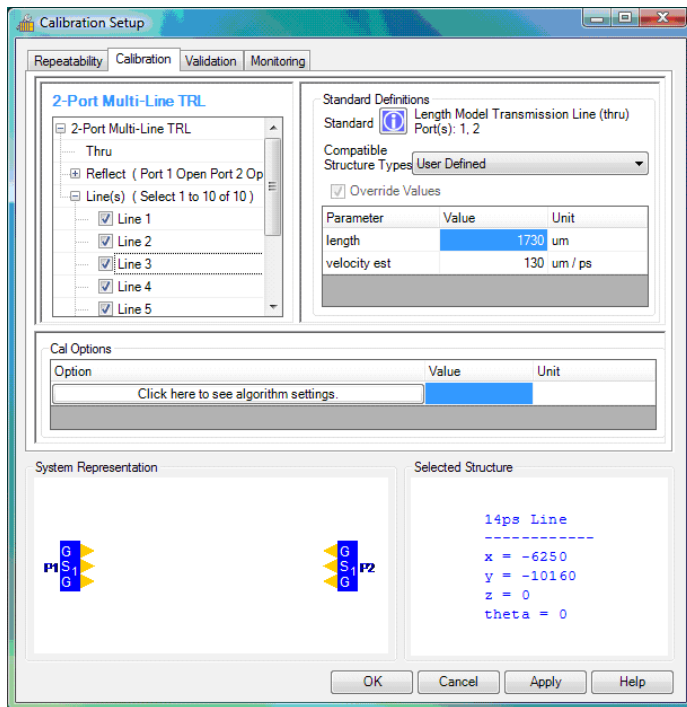 Calibration Setup
Repeatability Calibration Validation Monitoring
2-Port Multi-Line TRL
2-Port Multi-Line TRL
Thru
Reflect ( Port 1 Open Port 2 Op
Line(s) ( Select 1 to 10 of 10 )
Line 1
Line 2
Line 3
Line 4
Line 5
Standard Definitions
Standard Length Model Transmission Line (thru)
Port(s): 1, 2
Compatible
Structure Types User Defined
Override Values
Parameter Value Unit
length 1730 um
velocity est 130 um / ps
Cal Options
Option Value Unit
Click here to see algorithm settings.
System Representation
G
P1 S1
G
G
S1 P2
G
Selected Structure
14ps Line
------------
x = -6250
y = -10160
z = 0
theta = 0
OK Cancel Apply Help